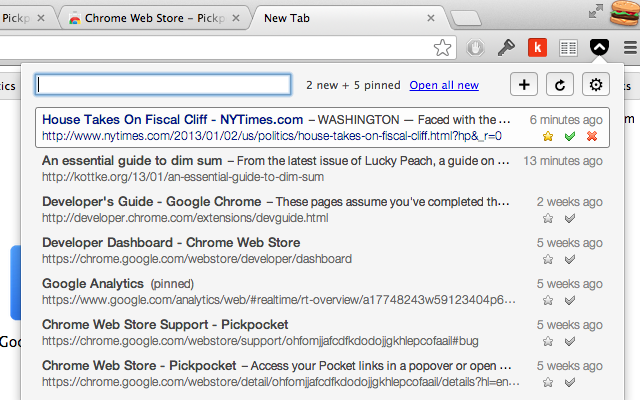 Pickp
Chrome Web Store - Pickp
New Tab
k
2 new + 5 pinned Open all new
tics
m
House Takes On Fiscal Cliff - NYTimes.com – WASHINGTON — Faced with the… 6 minutes ago
http://www.nytimes.com/2013/01/02/us/politics/house-takes-on-fiscal-cliff.html?hp&_r=0
An essential guide to dim sum – From the latest issue of Lucky Peach, a guide on … 13 minutes ago
http://kottke.org/13/01/an-essential-guide-to-dim-sum
Developer's Guide - Google Chrome – These pages assume you've completed th… 2 weeks ago
http://developer.chrome.com/extensions/devguide.html
Developer Dashboard - Chrome Web Store 5 weeks ago
https://chrome.google.com/webstore/developer/dashboard
Google Analytics (pinned) 5 weeks ago
https://www.google.com/analytics/web/#realtime/rt-overview/a17748243w59123404p6…
Chrome Web Store Support - Pickpocket 5 weeks ago
https://chrome.google.com/webstore/support/ohfomjjafcdfkdodojjgkhlepcofaail#bug
Goo
Chrome Web Store - Pickpocket – Access your Pocket links in a popover or open … 5 weeks ago
https://chrome.google.com/webstore/detail/ohfomjjafcdfkdodojjgkhlepcofaail/details?hl=en…